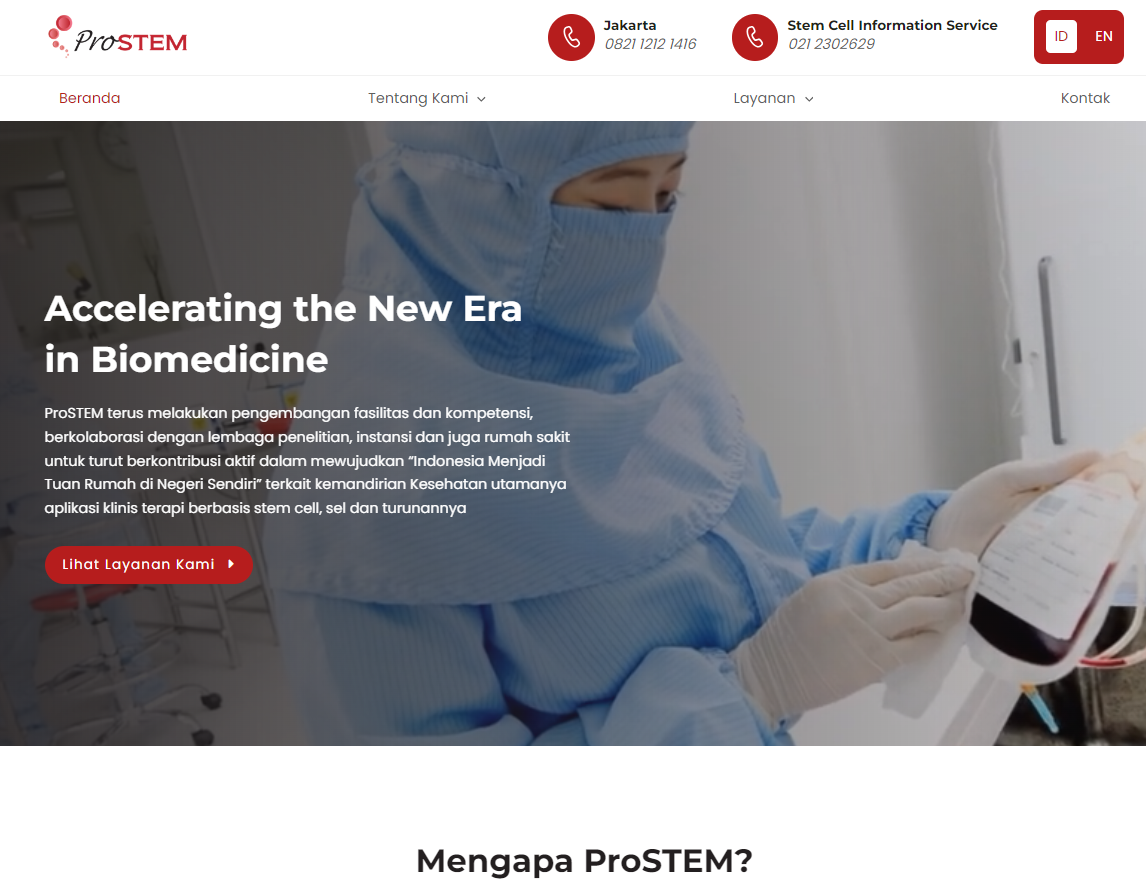 ProSTEM
Jakarta
0821 1212 1416
Stem Cell Information Service
021 2302629
ID EN
Beranda Tentang Kami Layanan Kontak
Accelerating the New Era
in Biomedicine
ProSTEM terus melakukan pengembangan fasilitas dan kompetensi,
berkolaborasi dengan lembaga penelitian, instansi dan juga rumah sakit
untuk turut berkontribusi aktif dalam mewujudkan “Indonesia Menjadi
Tuan Rumah di Negeri Sendiri” terkait kemandirian Kesehatan utamanya
aplikasi klinis terapi berbasis stem cell, sel dan turunannya
Lihat Layanan Kami
Mengapa ProSTEM?